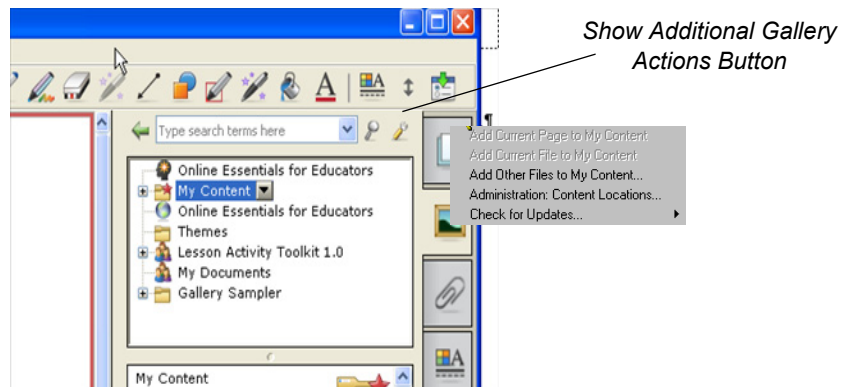 Show Additional Gallery
Actions Button
A
A
Type search terms here
¶
Add Current Page to My Content
Add Current File to My Content
Add Other Files to My Content...
Administration: Content Locations...
Check for Updates...
Online Essentials for Educators
My Content
Online Essentials for Educators
Themes
Lesson Activity Toolkit 1.0
My Documents
Gallery Sampler
A
My Content